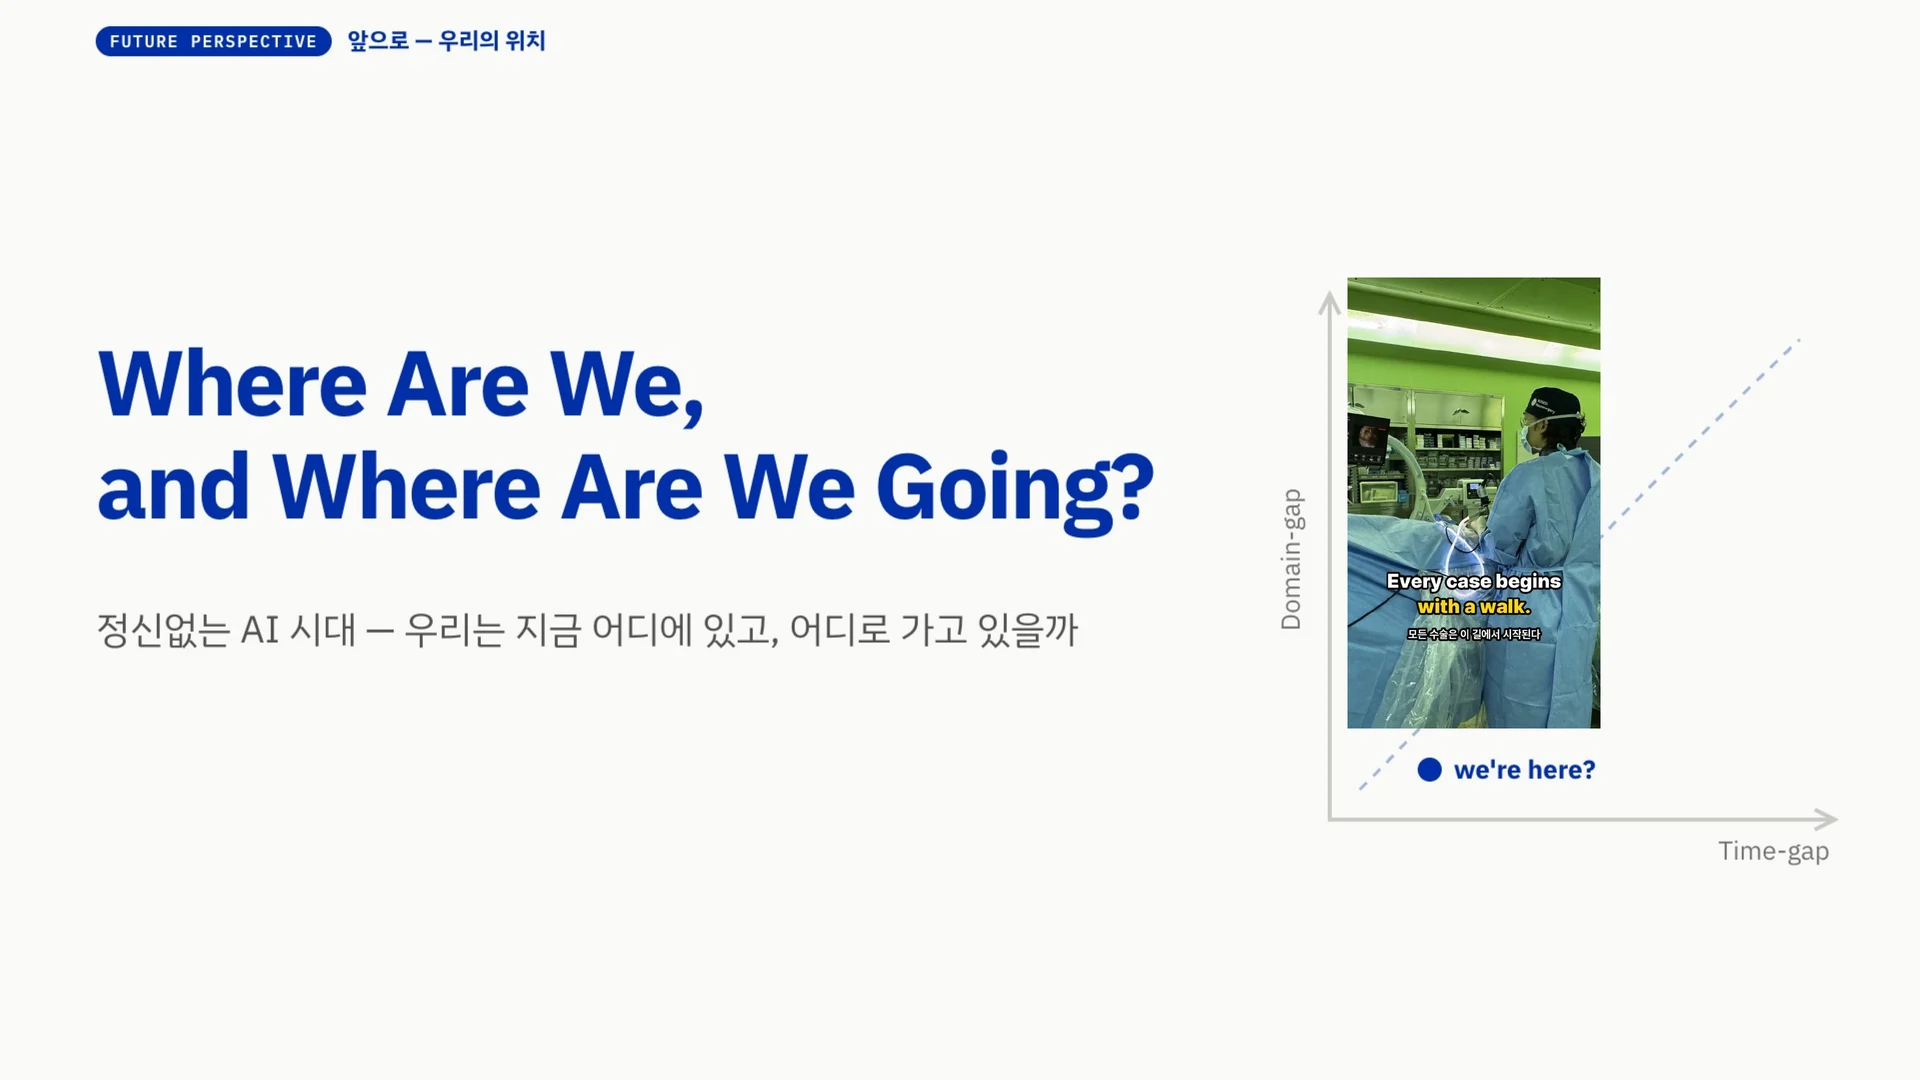 FUTURE PERSPECTIVE 앞으로 — 우리의 위치
Where Are We,
and Where Are We Going?
정신없는 AI 시대 — 우리는 지금 어디에 있고, 어디로 가고 있을까
Domain-gap
Every case begins
with a walk.
모든 수술은 이 길에서 시작된다
we're here?
Time-gap